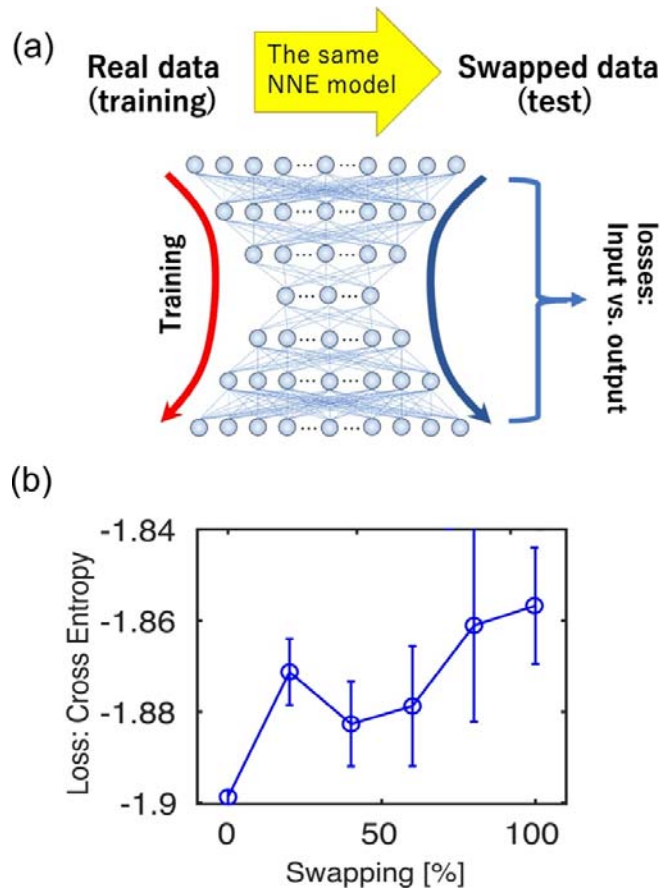 (a)
Real data
(training)
The same
NNE model
Swapped data
(test)
Training
losses:
Input vs. output
(b)
-1.84
-1.86
-1.88
-1.9
Loss: Cross Entropy
0
50
100
Swapping [%]